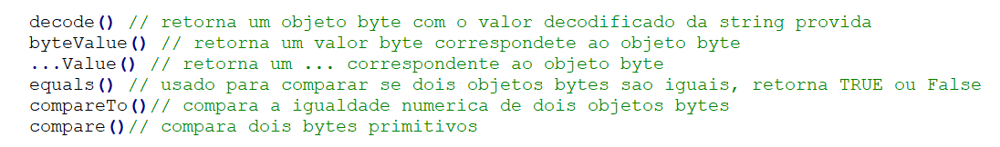 decode() // retorna um objeto byte com o valor decodificado da string provida
byteValue() // retorna um valor byte correspondete ao objeto byte
...Value() // retorna um ... correspondente ao objeto byte
equals() // usado para comparar se dois objetos bytes sao iguais, retorna TRUE ou False
compareTo()// compara a igualdade numerica de dois objetos bytes
compare()// compara dois bytes primitivos